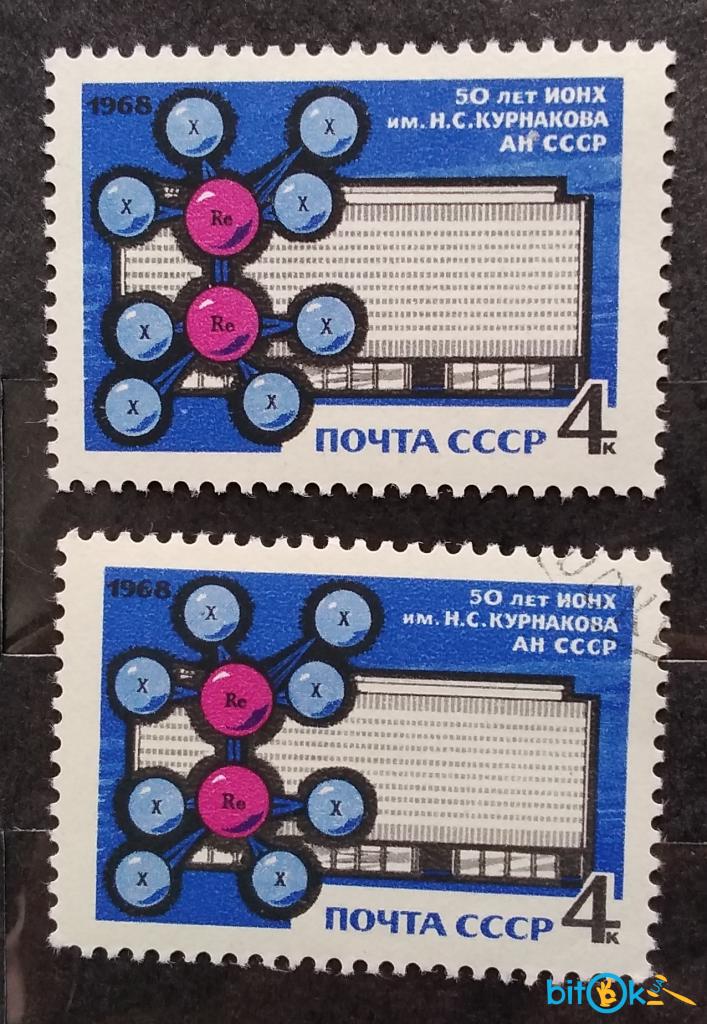 1968
50 ЛЕТ ИОНХ
ИМ. Н.С. КУРНАКОВА
АН СССР
X X
X Re X
X Re X
X X
ПОЧТА СССР 4к
1968
50 ЛЕТ ИОНХ
ИМ. Н.С. КУРНАКОВА
АН СССР
X X
X Re X
X Re X
X X
ПОЧТА СССР 4к
bitOk
UA